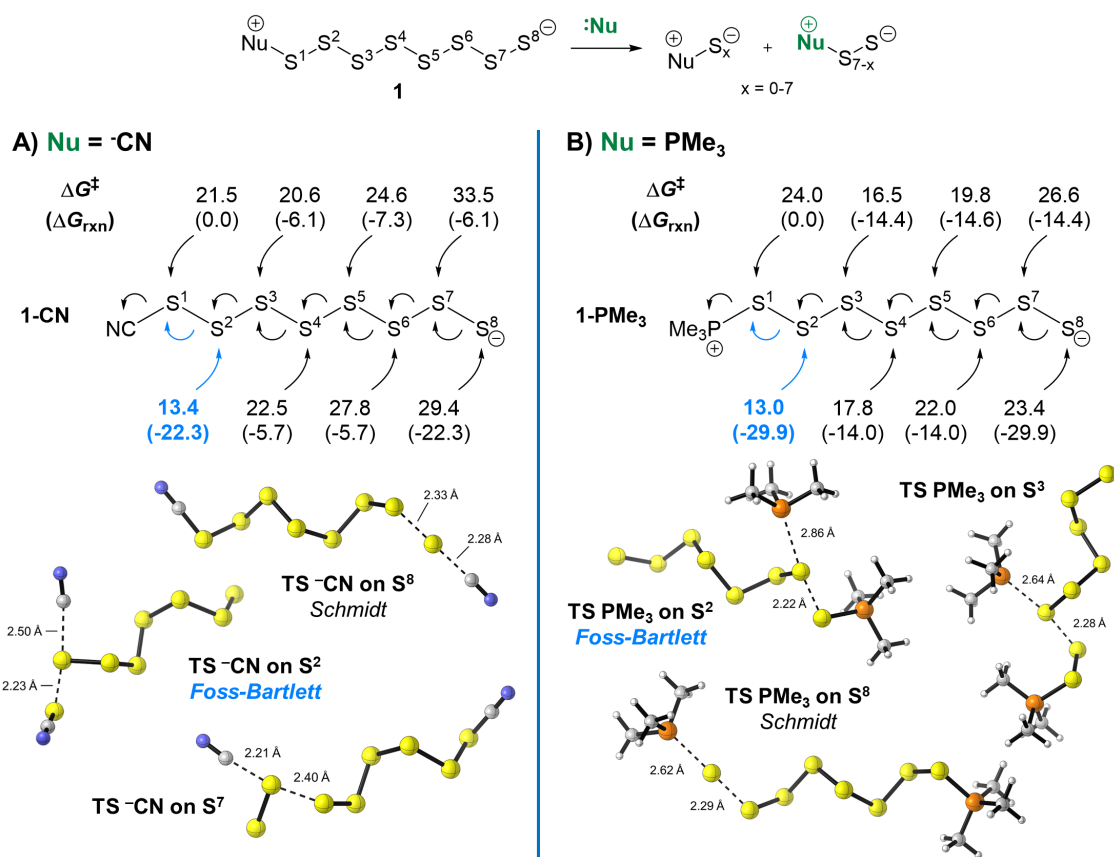 ⊕
Nu
S1
S2
S3
S4
S5
S6
S7
S8⊖
1
:Nu
⊕
Nu
Sx⊖
+
⊕
Nu
S7-x
S⊖
x = 0-7
A) Nu = -CN
ΔG‡
(ΔGrxn)
21.5 20.6 24.6 33.5
(0.0) (-6.1) (-7.3) (-6.1)
1-CN
NC
S1
S2
S3
S4
S5
S6
S7
S8
⊖
13.4 22.5 27.8 29.4
(-22.3) (-5.7) (-5.7) (-22.3)
2.33 Å
2.28 Å
TS –CN on S8
Schmidt
2.50 Å
2.23 Å
TS –CN on S2
Foss-Bartlett
2.21 Å
2.40 Å
TS –CN on S7
B) Nu = PMe3
ΔG‡
(ΔGrxn)
24.0 16.5 19.8 26.6
(0.0) (-14.4) (-14.6) (-14.4)
1-PMe3
Me3P
⊕
S1
S2
S3
S4
S5
S6
S7
S8
⊖
13.0 17.8 22.0 23.4
(-29.9) (-14.0) (-14.0) (-29.9)
2.86 Å
2.22 Å
TS PMe3 on S2
Foss-Bartlett
TS PMe3 on S3
2.64 Å
2.28 Å
TS PMe3 on S8
Schmidt
2.62 Å
2.29 Å